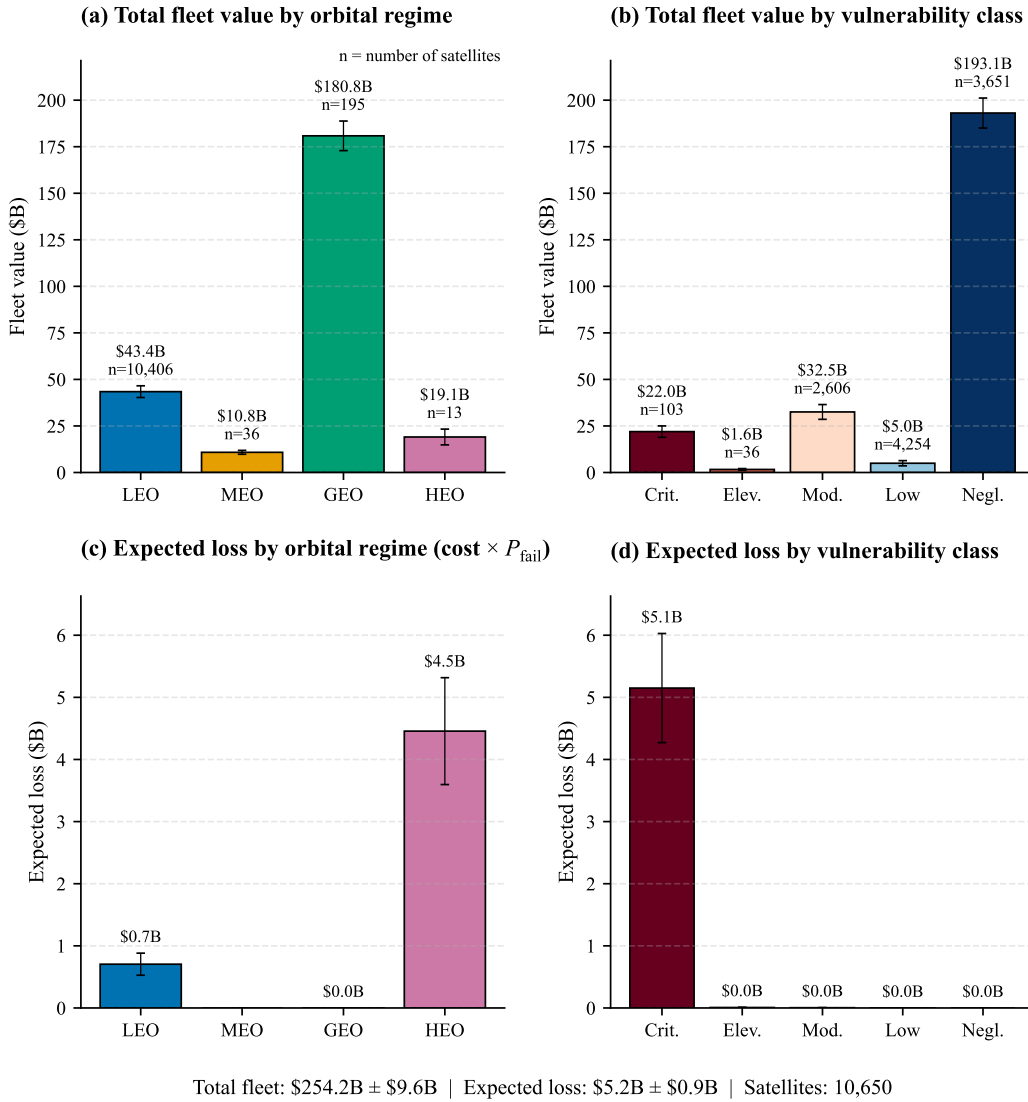 (a) Total fleet value by orbital regime
n = number of satellites
Fleet value ($B)
200
175
150
125
100
75
50
25
0
$43.4B
n=10,406
$10.8B
n=36
$180.8B
n=195
$19.1B
n=13
LEO MEO GEO HEO
(b) Total fleet value by vulnerability class
Fleet value ($B)
200
175
150
125
100
75
50
25
0
$22.0B
n=103
$1.6B
n=36
$32.5B
n=2,606
$5.0B
n=4,254
$193.1B
n=3,651
Crit. Elev. Mod. Low Negl.
(c) Expected loss by orbital regime (cost × P_fail)
Expected loss ($B)
6
5
4
3
2
1
0
$0.7B
$0.0B
$4.5B
LEO MEO GEO HEO
(d) Expected loss by vulnerability class
Expected loss ($B)
6
5
4
3
2
1
0
$5.1B
$0.0B
$0.0B
$0.0B
$0.0B
Crit. Elev. Mod. Low Negl.
Total fleet: $254.2B ± $9.6B | Expected loss: $5.2B ± $0.9B | Satellites: 10,650